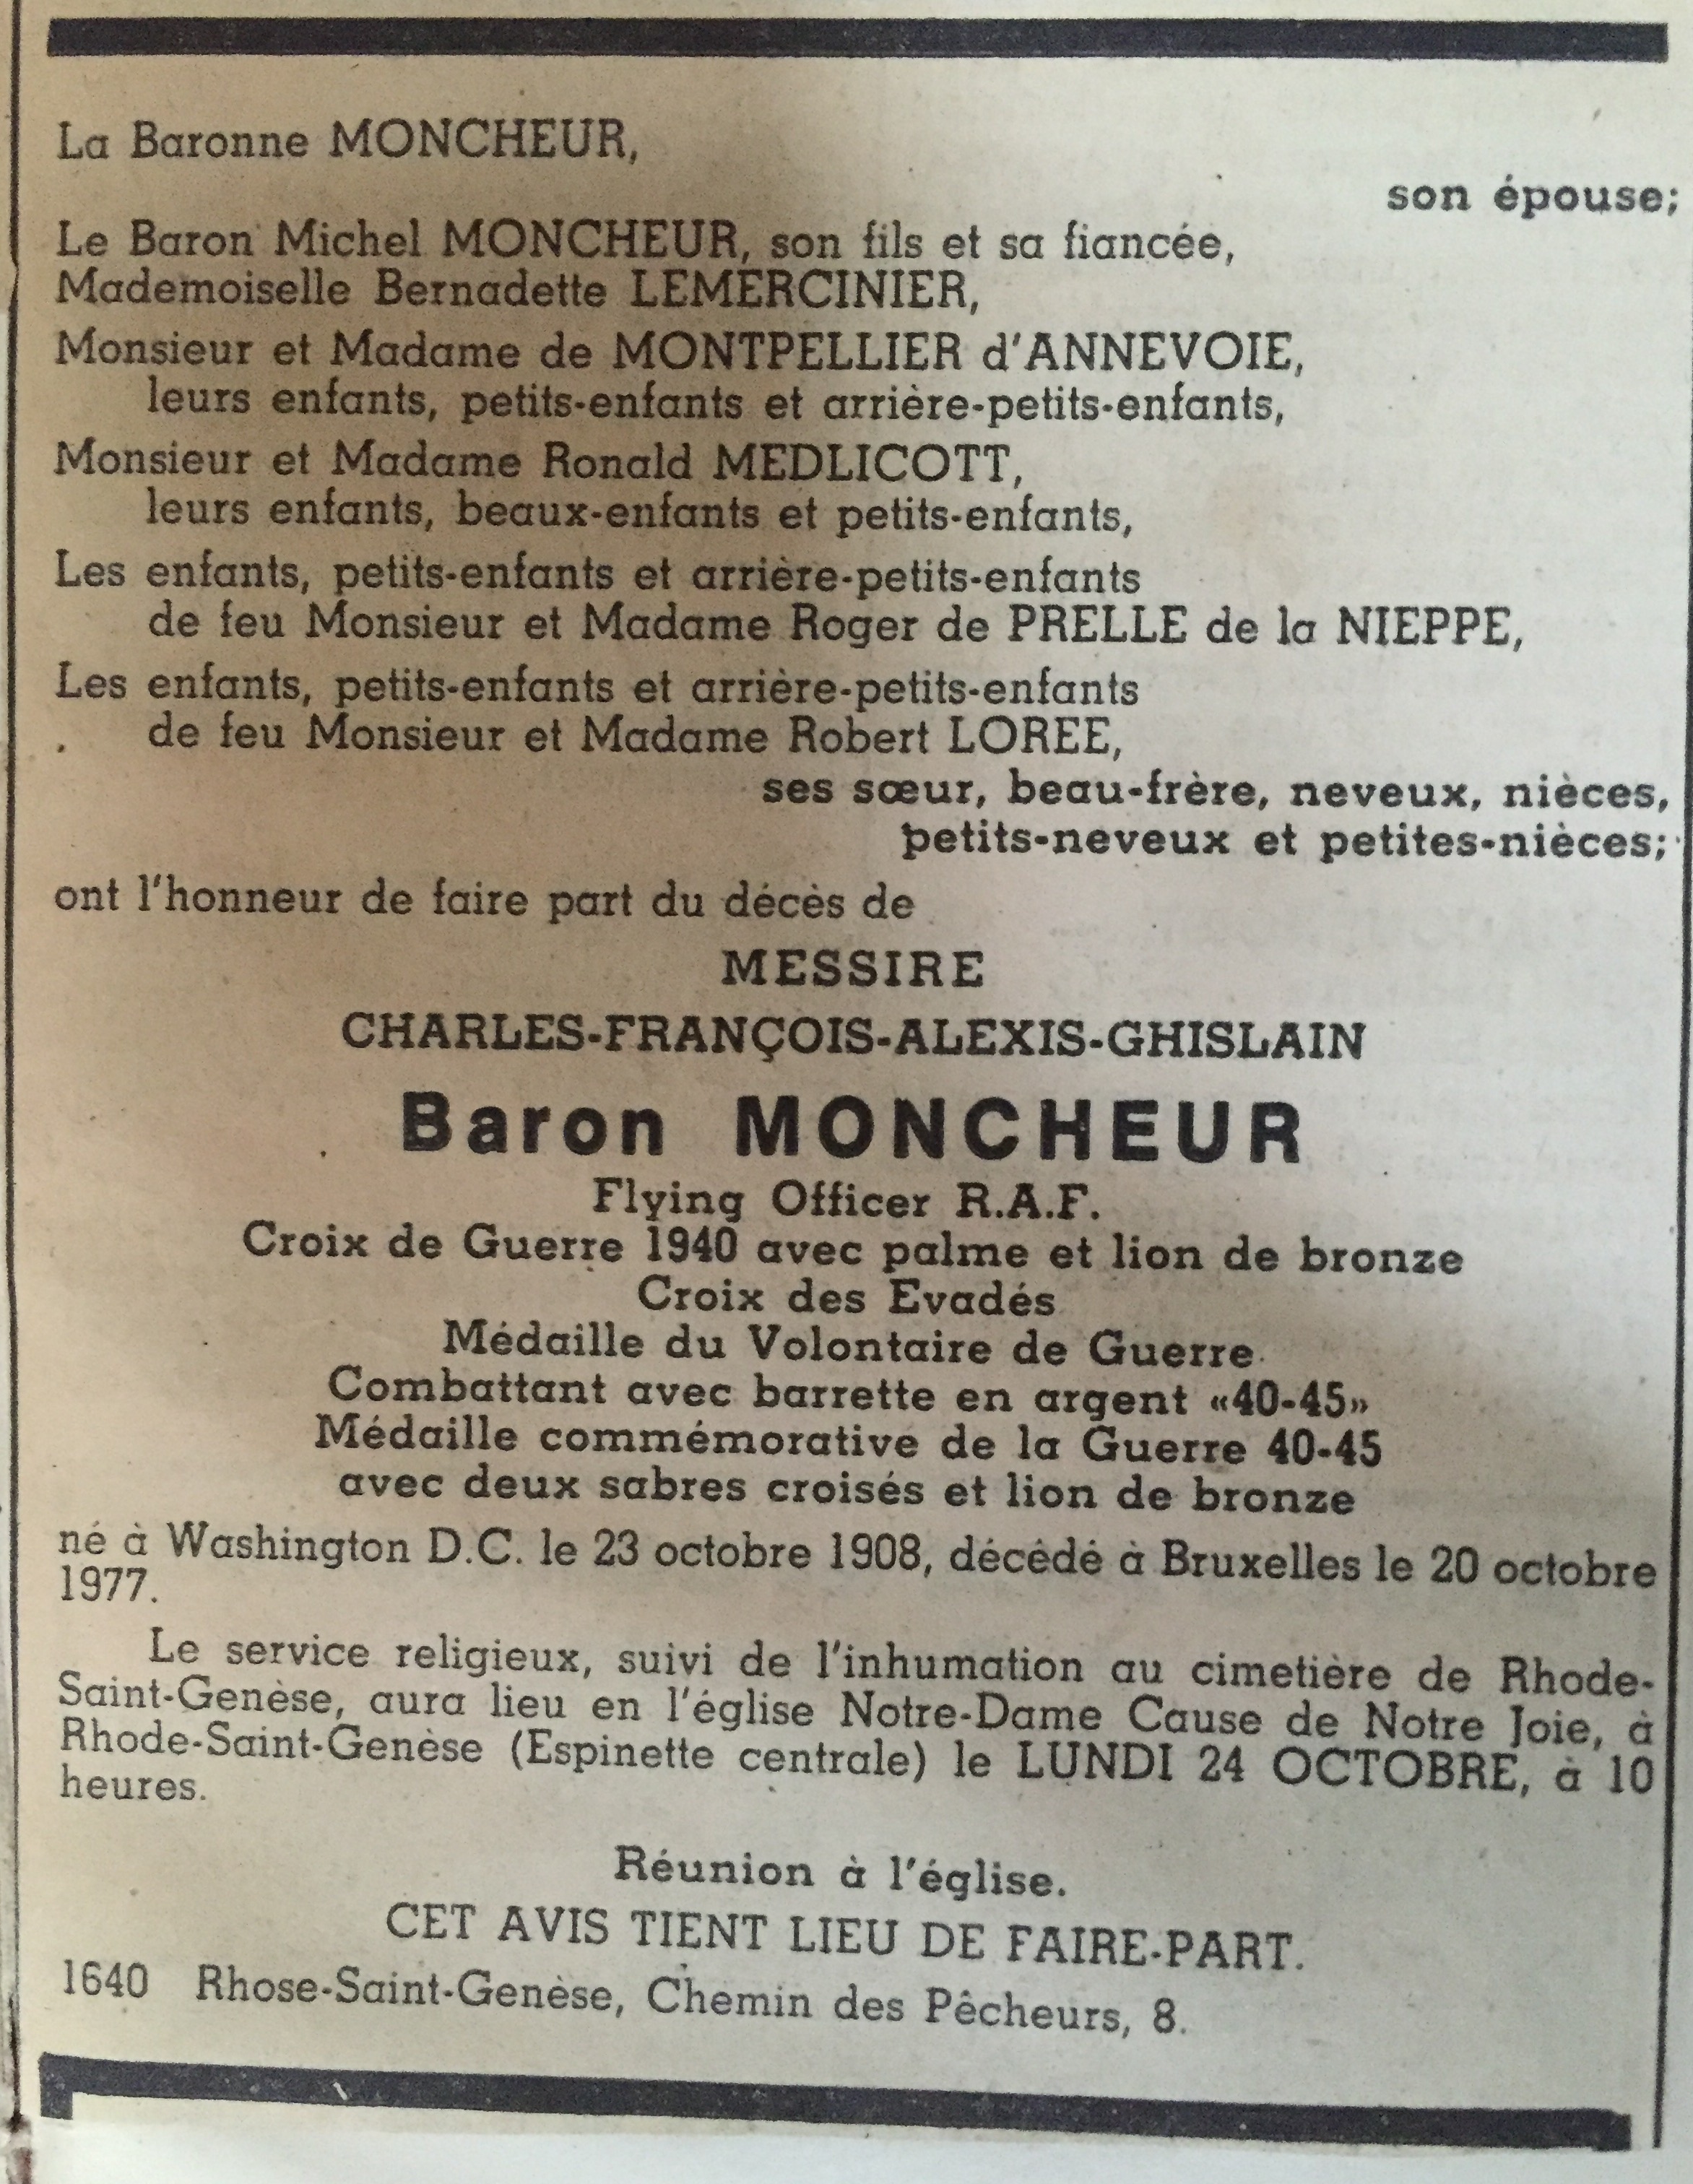 La Baronne MONCHEUR,
son épouse;
Le Baron Michel MONCHEUR, son fils et sa fiancée,
Mademoiselle Bernadette LEMERCINIER,
Monsieur et Madame de MONTPELLIER d'ANNEVOIE,
leurs enfants, petits-enfants et arrière-petits-enfants,
Monsieur et Madame Ronald MEDLICOTT,
leurs enfants, beaux-enfants et petits-enfants,
Les enfants, petits-enfants et arrière-petits-enfants
de feu Monsieur et Madame Roger de PRELLE de la NIEPPE,
Les enfants, petits-enfants et arrière-petits-enfants
de feu Monsieur et Madame Robert LOREE,
ses sœur, beau-frère, neveux, nièces,
petits-neveux et petites-nièces;
ont l'honneur de faire part du décès de
MESSIRE
CHARLES-FRANÇOIS-ALEXIS-GHISLAIN
Baron MONCHEUR
Flying Officer R.A.F.
Croix de Guerre 1940 avec palme et lion de bronze
Croix des Evadés
Médaille du Volontaire de Guerre
Combattant avec barrette en argent «40-45»
Médaille commémorative de la Guerre 40-45
avec deux sabres croisés et lion de bronze
né à Washington D.C. le 23 octobre 1908, décédé à Bruxelles le 20 octobre
1977.
Le service religieux, suivi de l'inhumation au cimetière de Rhode-
Saint-Genèse, aura lieu en l'église Notre-Dame Cause de Notre Joie, à
Rhode-Saint-Genèse (Espinette centrale) le LUNDI 24 OCTOBRE, à 10
heures.
Réunion à l'église.
CET AVIS TIENT LIEU DE FAIRE-PART.
1640 Rhose-Saint-Genèse, Chemin des Pêcheurs, 8.